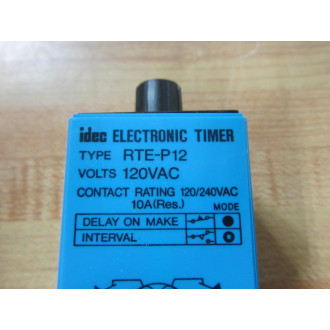 idec ELECTRONIC TIMER
TYPE RTE-P12
VOLTS 120VAC
CONTACT RATING 120/240VAC
10A(Res.) MODE
DELAY ON MAKE
INTERVAL